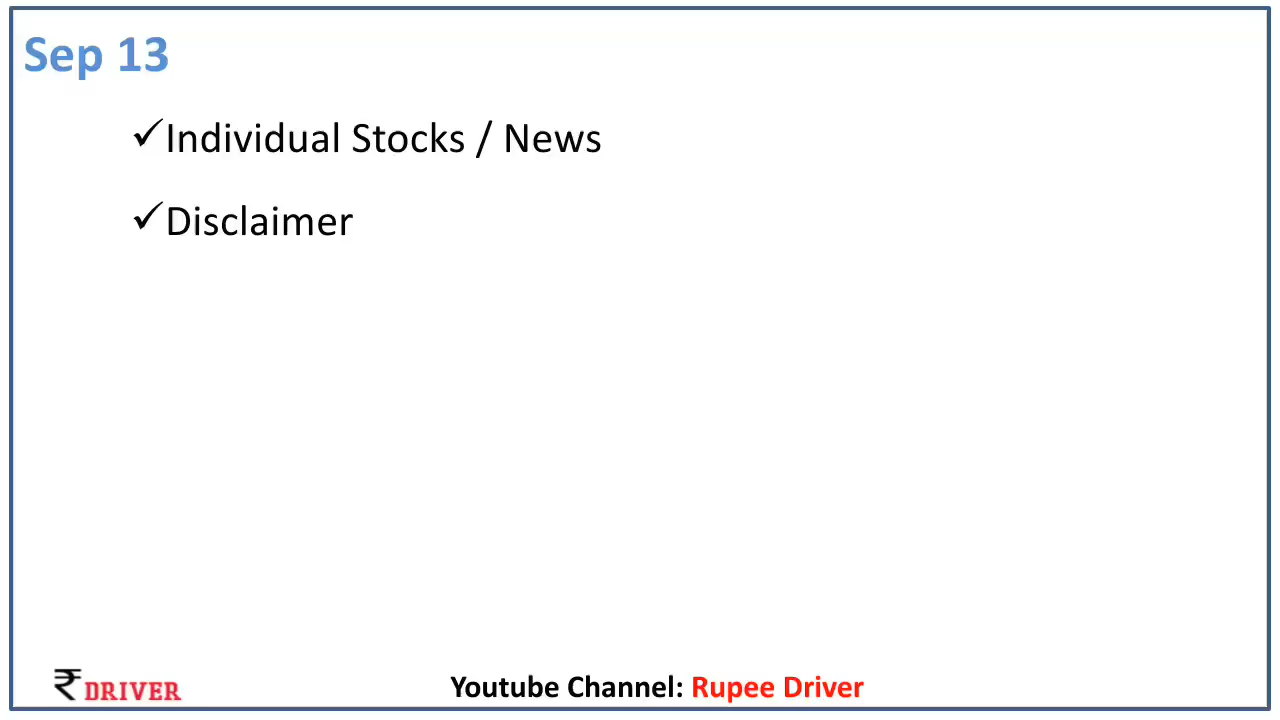 Sep 13
✓Individual Stocks / News
✓Disclaimer
₹ DRIVER
Youtube Channel: Rupee Driver